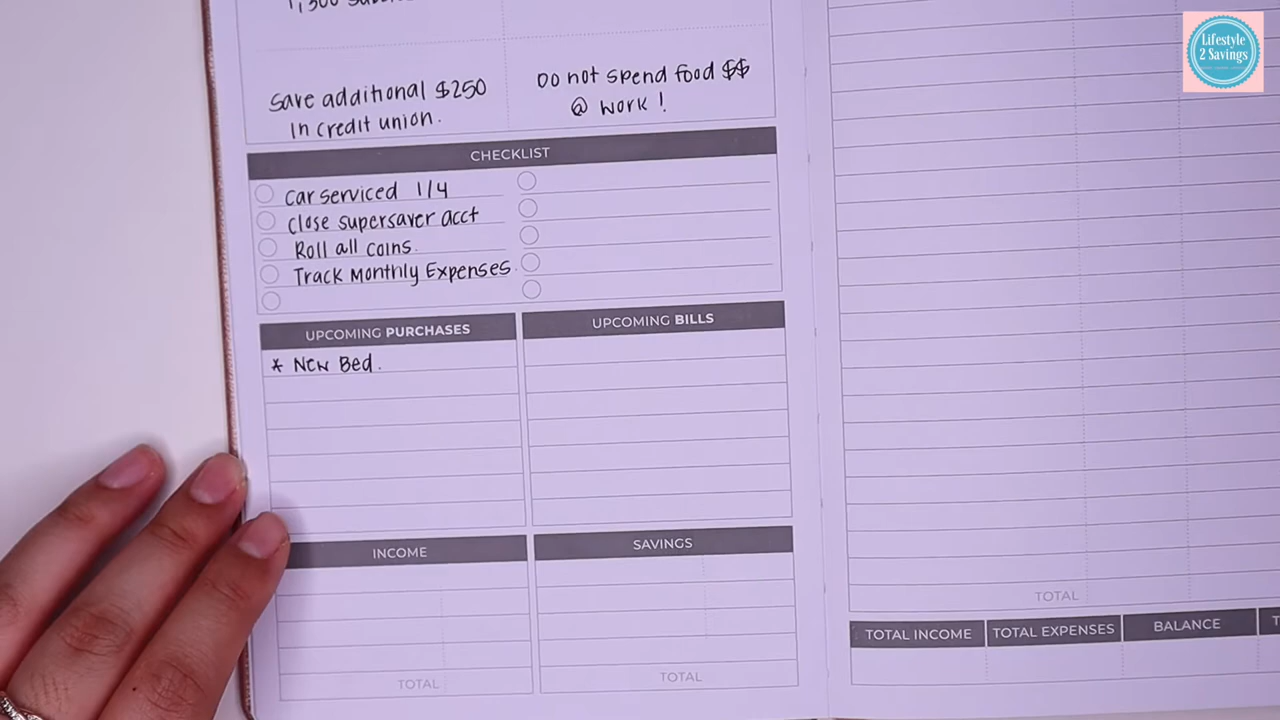 1,300
Save additional $250
in credit union.
Do not spend food $$
@ work !
CHECKLIST
Car serviced 1/4
Close supersaver acct
Roll all coins.
Track Monthly Expenses.
UPCOMING PURCHASES
* New Bed.
UPCOMING BILLS
INCOME
TOTAL
SAVINGS
TOTAL
TOTAL
TOTAL INCOME
TOTAL EXPENSES
BALANCE
Lifestyle
2 Savings